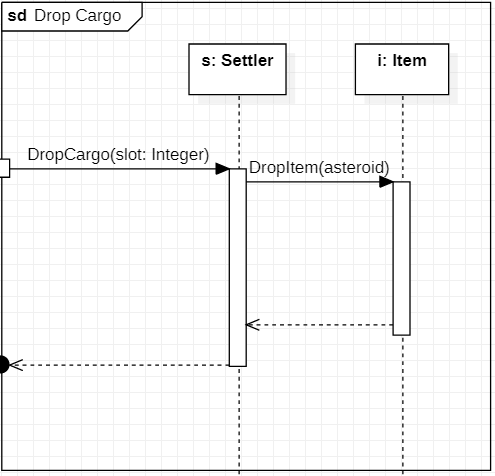 sd Drop Cargo
s: Settler
i: Item
DropCargo(slot: Integer)
DropItem(asteroid)